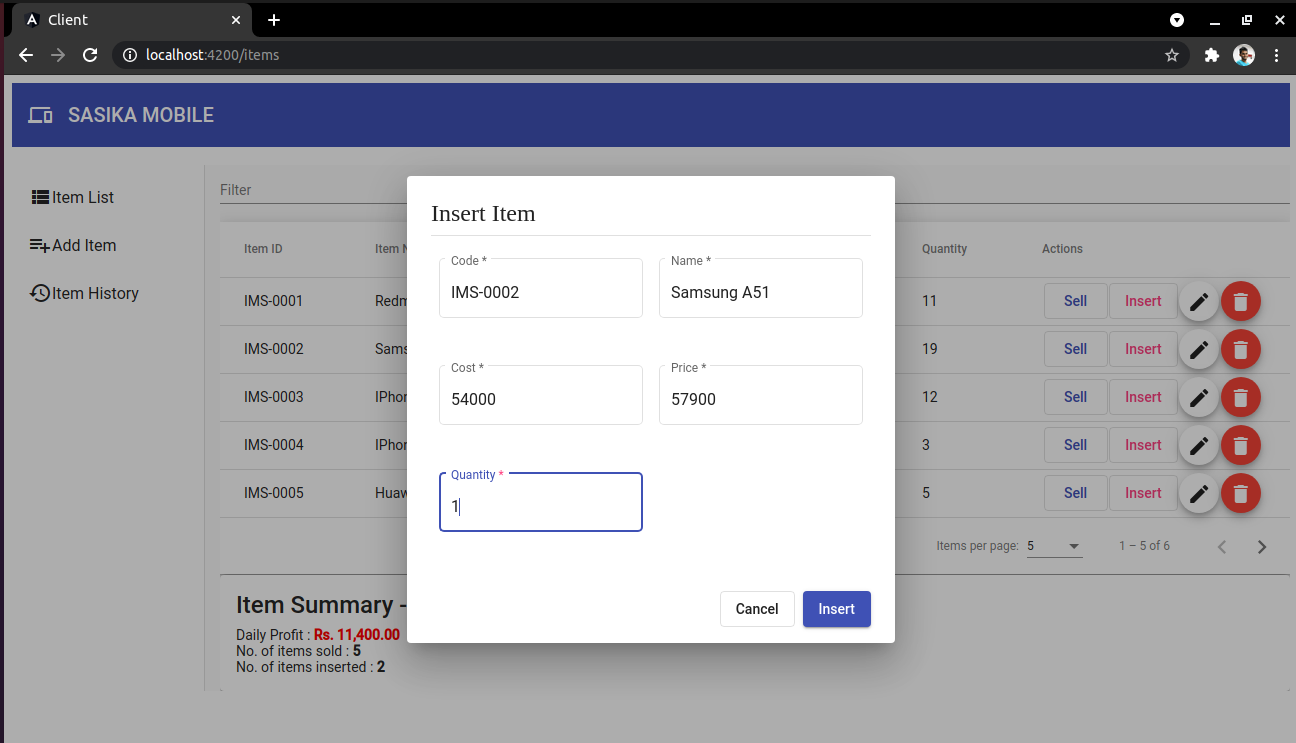 Client
localhost:4200/items
SASIKA MOBILE
Item List
Add Item
Item History
Filter
Item ID Item N Quantity Actions
IMS-0001 Redm 11 Sell Insert
IMS-0002 Sams 19 Sell Insert
IMS-0003 IPhor 12 Sell Insert
IMS-0004 IPhor 3 Sell Insert
IMS-0005 Huaw 5 Sell Insert
Items per page: 5 1 – 5 of 6
Item Summary -
Daily Profit : Rs. 11,400.00
No. of items sold : 5
No. of items inserted : 2
Insert Item
Code * Name *
IMS-0002 Samsung A51
Cost * Price *
54000 57900
Quantity *
1
Cancel Insert